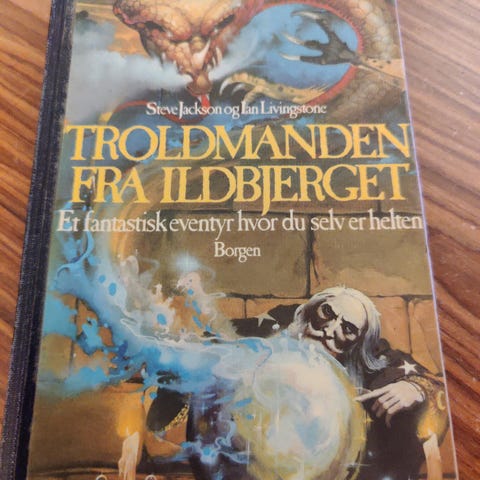 Steve Jackson og Ian Livingstone
TROLDMANDEN
FRA ILDBJERGET
Et fantastisk eventyr hvor du selv er helten
Borgen